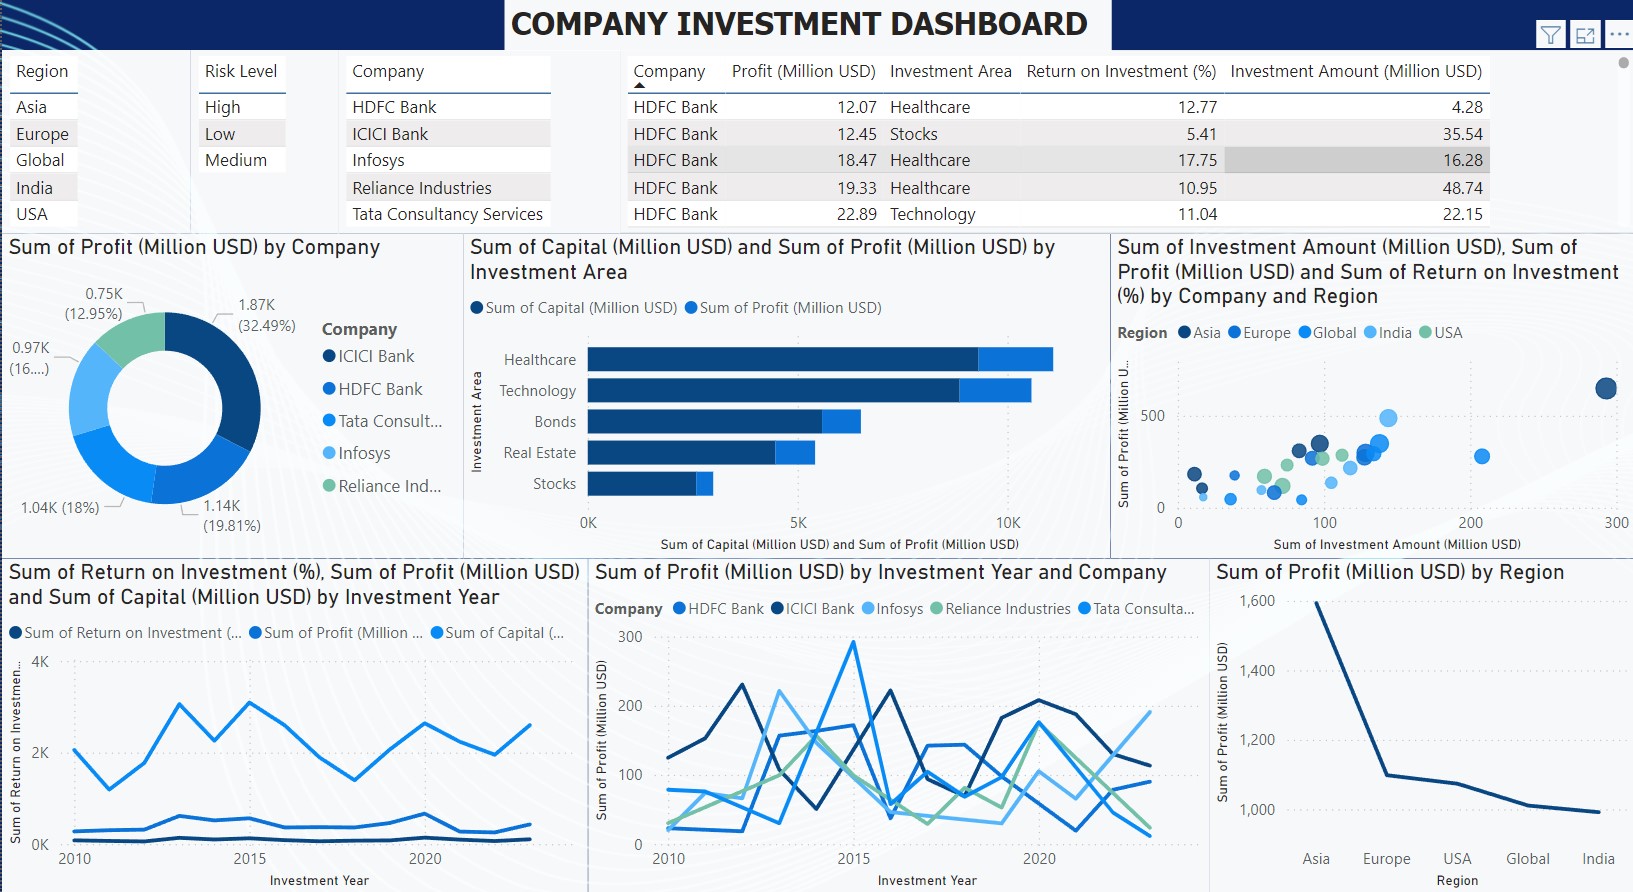 COMPANY INVESTMENT DASHBOARD
Region
Asia
Europe
Global
India
USA
Risk Level
High
Low
Medium
Company
HDFC Bank
ICICI Bank
Infosys
Reliance Industries
Tata Consultancy Services
Company Profit (Million USD) Investment Area Return on Investment (%) Investment Amount (Million USD)
HDFC Bank 12.07 Healthcare 12.77 4.28
HDFC Bank 12.45 Stocks 5.41 35.54
HDFC Bank 18.47 Healthcare 17.75 16.28
HDFC Bank 19.33 Healthcare 10.95 48.74
HDFC Bank 22.89 Technology 11.04 22.15
Sum of Profit (Million USD) by Company
0.75K
(12.95%)
1.87K
(32.49%)
0.97K
(16....)
1.04K (18%)
1.14K
(19.81%)
Company
ICICI Bank
HDFC Bank
Tata Consult...
Infosys
Reliance Ind...
Sum of Capital (Million USD) and Sum of Profit (Million USD) by
Investment Area
Sum of Capital (Million USD) Sum of Profit (Million USD)
Investment Area
Healthcare
Technology
Bonds
Real Estate
Stocks
0K 5K 10K
Sum of Capital (Million USD) and Sum of Profit (Million USD)
Sum of Investment Amount (Million USD), Sum of
Profit (Million USD) and Sum of Return on Investment
(%) by Company and Region
Region Asia Europe Global India USA
Sum of Profit (Million U...
500
0
0 100 200 300
Sum of Investment Amount (Million USD)
Sum of Return on Investment (%), Sum of Profit (Million USD)
and Sum of Capital (Million USD) by Investment Year
Sum of Return on Investment (... Sum of Profit (Million ... Sum of Capital (...
Sum of Return on Investmen...
4K
2K
0K
2010 2015 2020
Investment Year
Sum of Profit (Million USD) by Investment Year and Company
Company HDFC Bank ICICI Bank Infosys Reliance Industries Tata Consulta...
Sum of Profit (Million USD)
300
200
100
0
2010 2015 2020
Investment Year
Sum of Profit (Million USD) by Region
Sum of Profit (Million USD)
1,600
1,400
1,200
1,000
Asia Europe USA Global India
Region